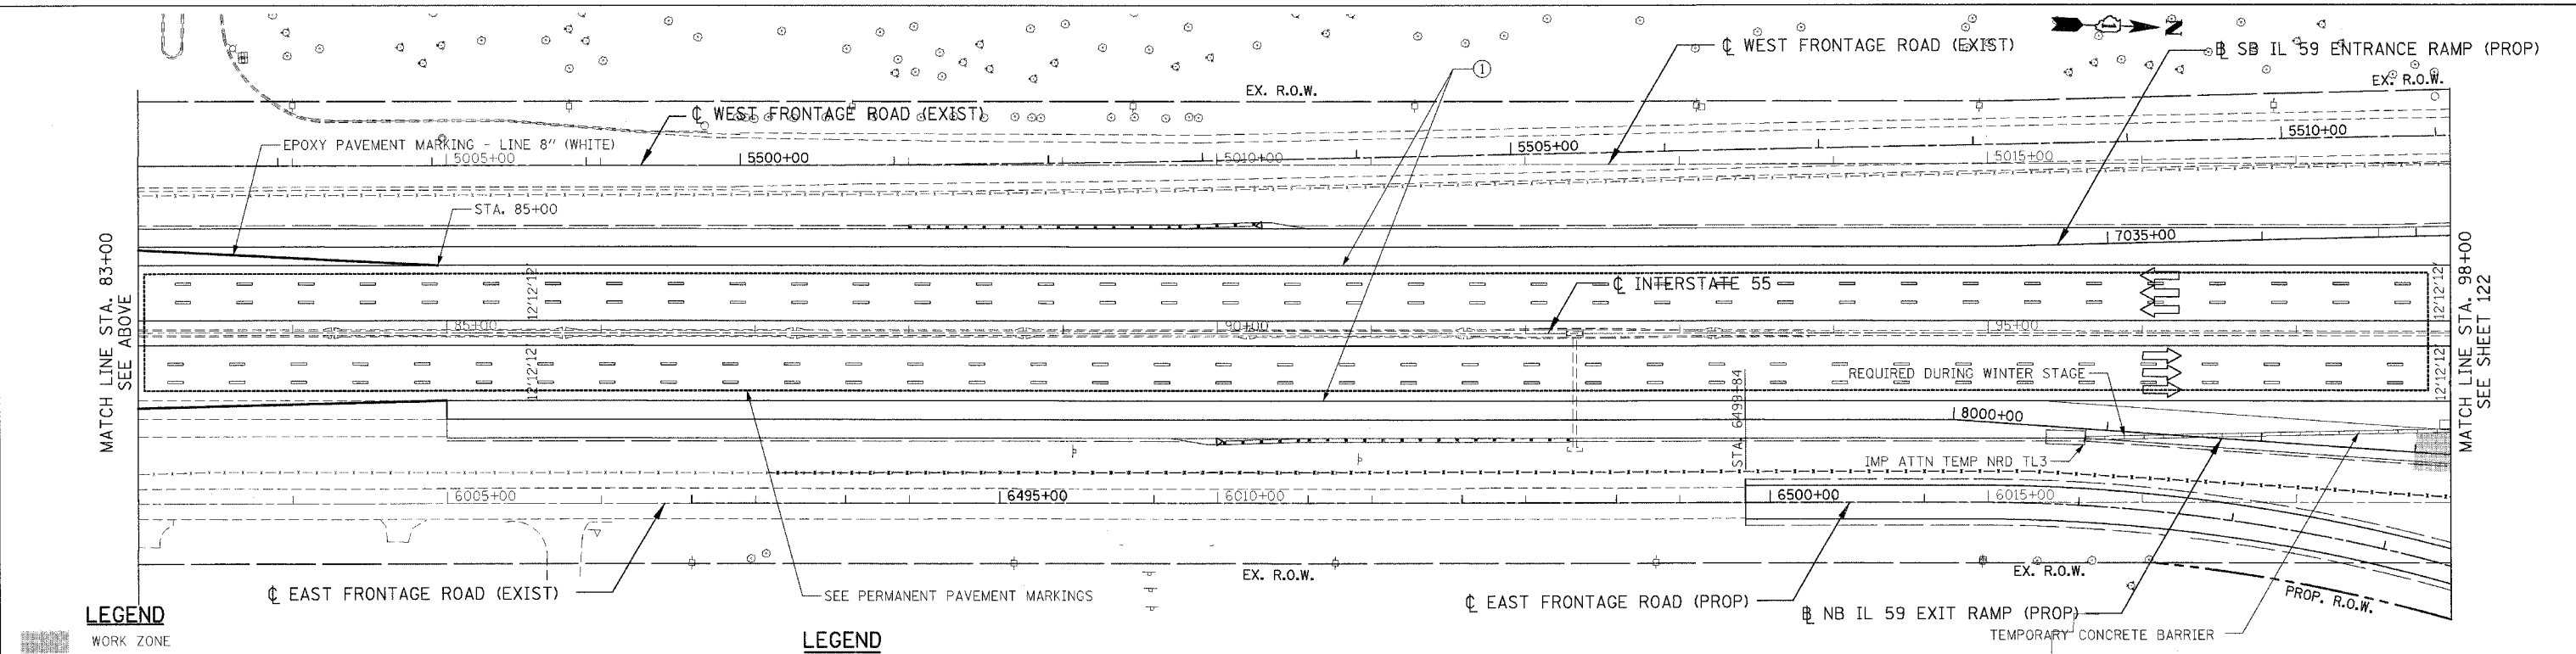 ℄ WEST FRONTAGE ROAD (EXIST)
N
⅊ SB IL 59 ENTRANCE RAMP (PROP)
EX. R.O.W.
①
EX. R.O.W.
℄ WEST FRONTAGE ROAD (EXIST)
EPOXY PAVEMENT MARKING - LINE 8" (WHITE)
5005+00
5500+00
5010+00
5505+00
5015+00
5510+00
STA. 85+00
7035+00
MATCH LINE STA. 83+00
SEE ABOVE
12'12'12'
℄ INTERSTATE 55
12'12'12'
MATCH LINE STA. 98+00
SEE SHEET 122
85+00
90+00
95+00
12'12'12'
12'12'12'
REQUIRED DURING WINTER STAGE
8000+00
STA. 6499+84
IMP ATTN TEMP NRD TL3
6005+00
6495+00
6010+00
6500+00
6015+00
EX. R.O.W.
EX. R.O.W.
PROP. R.O.W.
℄ EAST FRONTAGE ROAD (EXIST)
SEE PERMANENT PAVEMENT MARKINGS
℄ EAST FRONTAGE ROAD (PROP)
⅊ NB IL 59 EXIT RAMP (PROP)
TEMPORARY CONCRETE BARRIER
LEGEND
WORK ZONE
LEGEND